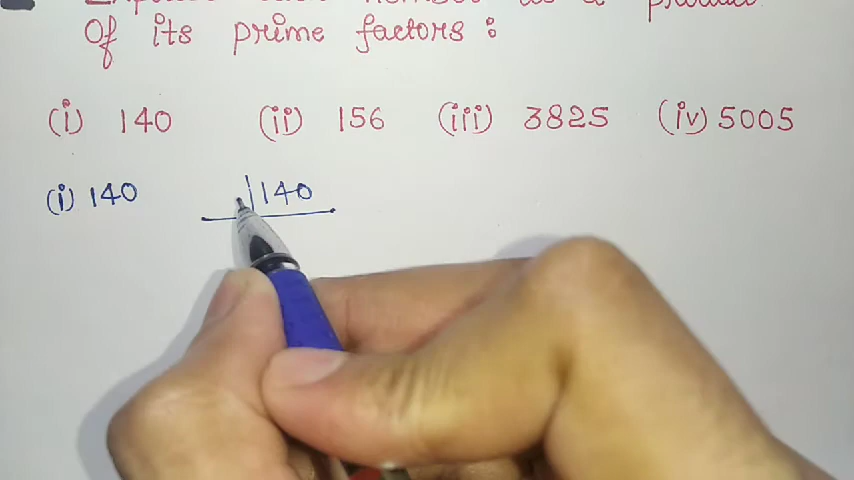 Of its prime factors :
(i) 140 (ii) 156 (iii) 3825 (iv) 5005
(i) 140 140